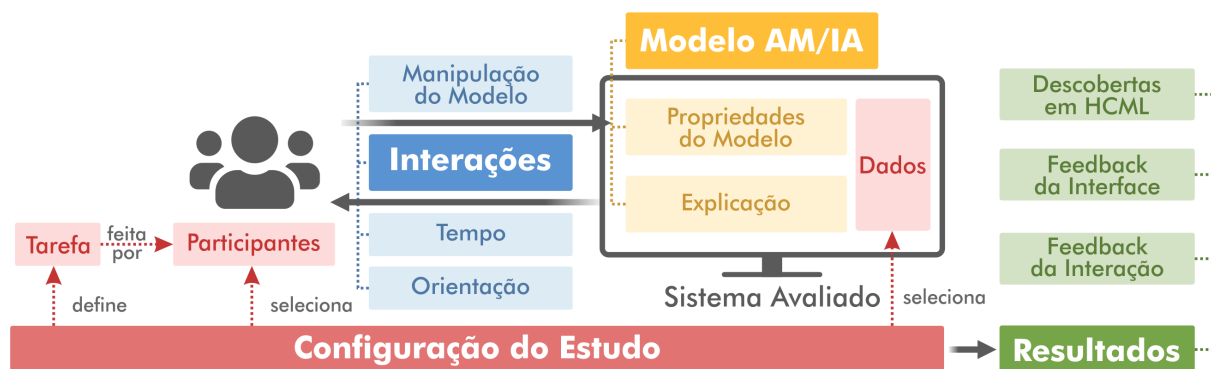 Modelo AM/IA
Manipulação
do Modelo
Interações
Tempo
Orientação
Propriedades
do Modelo
Explicação
Dados
Sistema Avaliado
Tarefa
feita
por
Participantes
define
seleciona
seleciona
Configuração do Estudo
Descobertas
em HCML
Feedback
da Interface
Feedback
da Interação
Resultados